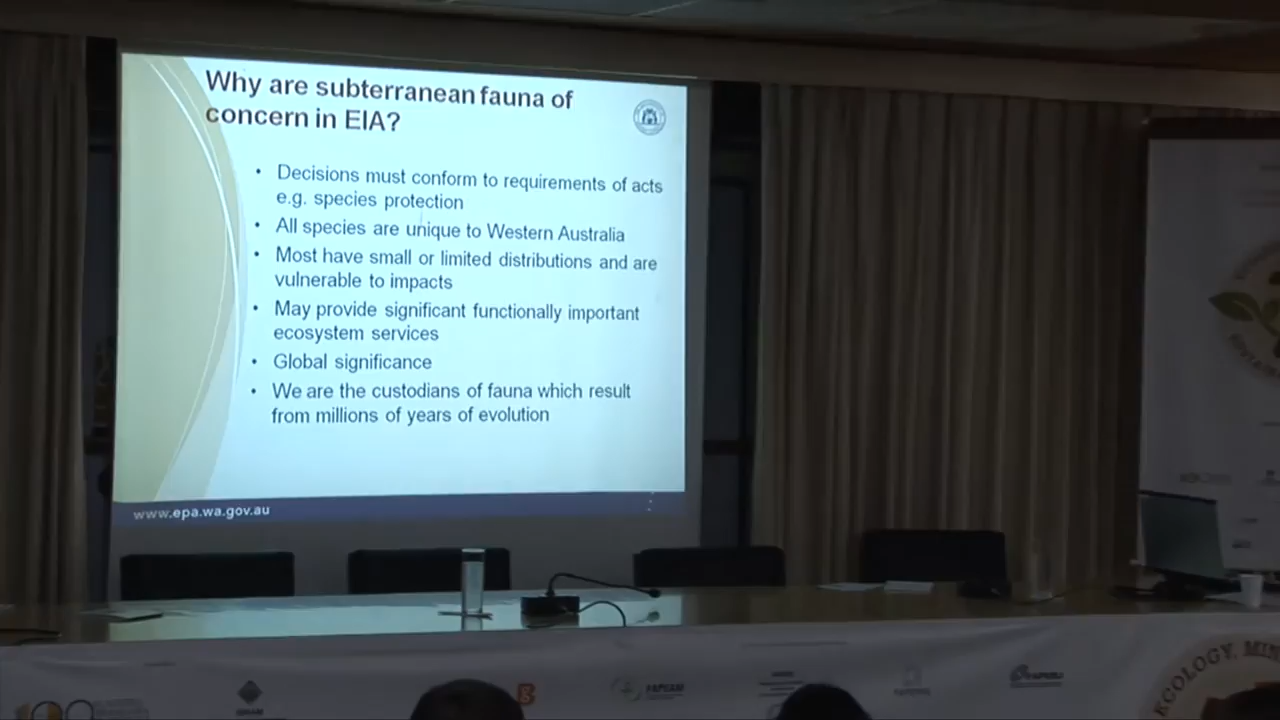 Why are subterranean fauna of
concern in EIA?
• Decisions must conform to requirements of acts
e.g. species protection
• All species are unique to Western Australia
• Most have small or limited distributions and are
vulnerable to impacts
• May provide significant functionally important
ecosystem services
• Global significance
• We are the custodians of fauna which result
from millions of years of evolution
www.epa.wa.gov.au
FAPEAM
ECOLOGY, MIN